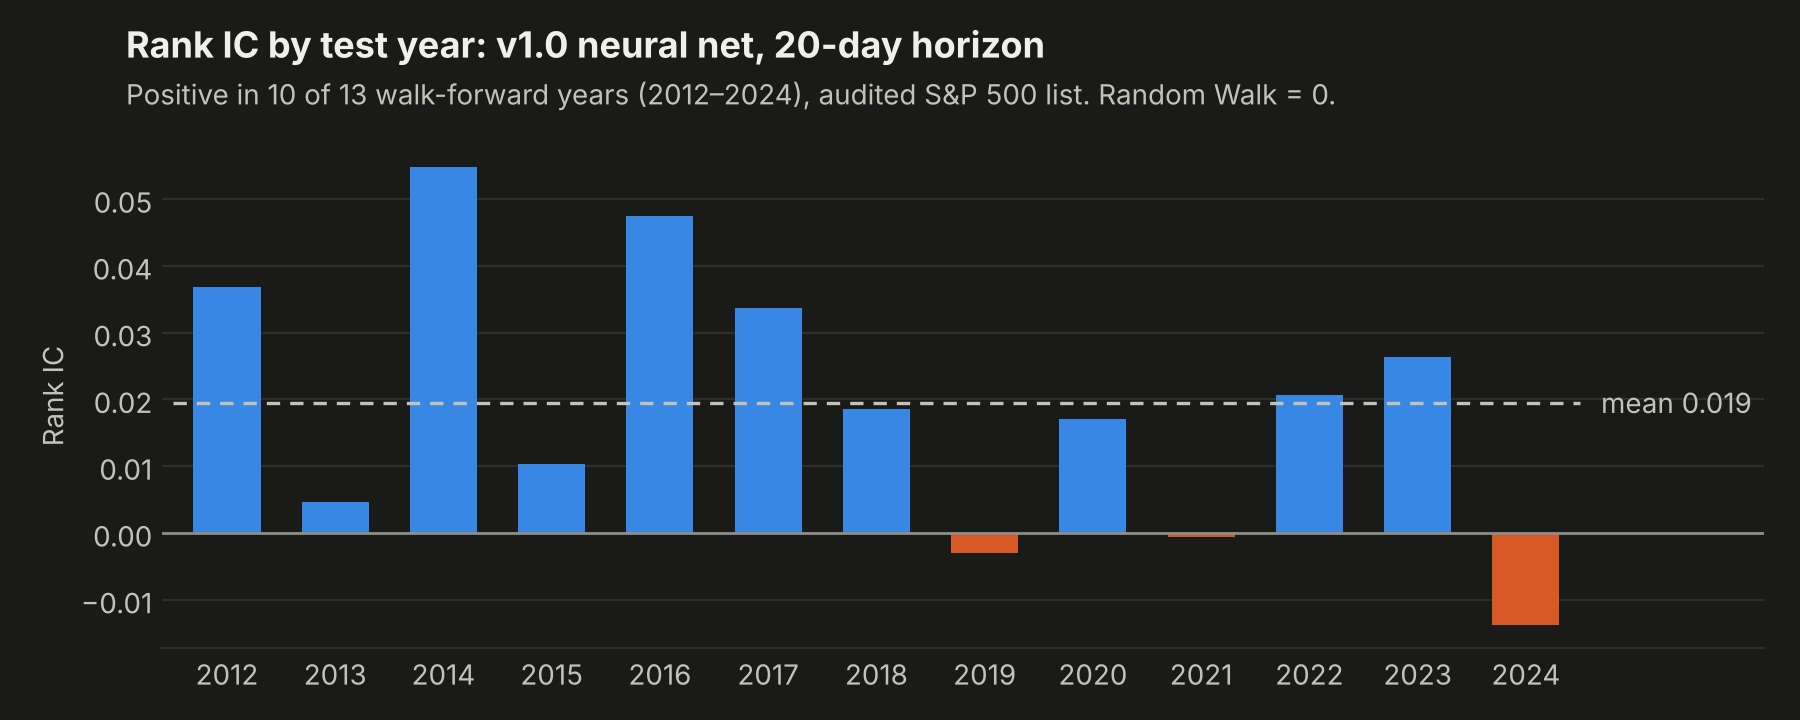 Rank IC by test year: v1.0 neural net, 20-day horizon
Positive in 10 of 13 walk-forward years (2012–2024), audited S&P 500 list. Random Walk = 0.
Rank IC
0.05
0.04
0.03
0.02
0.01
0.00
−0.01
mean 0.019
2012 2013 2014 2015 2016 2017 2018 2019 2020 2021 2022 2023 2024